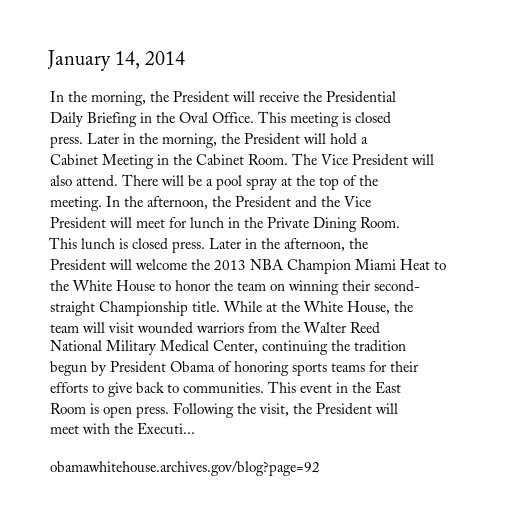 January 14, 2014
In the morning, the President will receive the Presidential
Daily Briefing in the Oval Office. This meeting is closed
press. Later in the morning, the President will hold a
Cabinet Meeting in the Cabinet Room. The Vice President will
also attend. There will be a pool spray at the top of the
meeting. In the afternoon, the President and the Vice
President will meet for lunch in the Private Dining Room.
This lunch is closed press. Later in the afternoon, the
President will welcome the 2013 NBA Champion Miami Heat to
the White House to honor the team on winning their second-
straight Championship title. While at the White House, the
team will visit wounded warriors from the Walter Reed
National Military Medical Center, continuing the tradition
begun by President Obama of honoring sports teams for their
efforts to give back to communities. This event in the East
Room is open press. Following the visit, the President will
meet with the Executi...
obamawhitehouse.archives.gov/blog?page=92